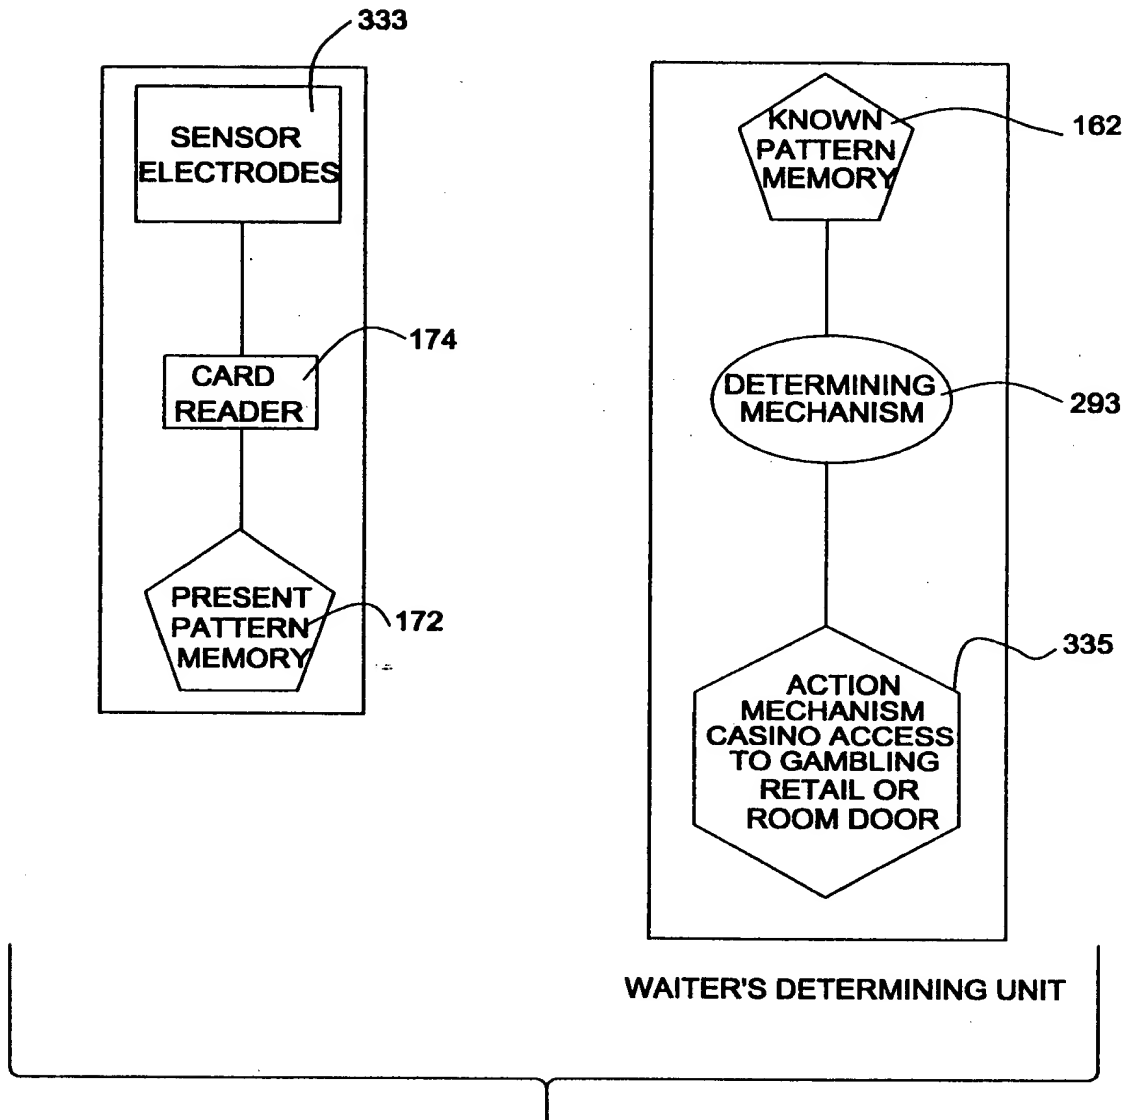 333
SENSOR
ELECTRODES
174
CARD
READER
PRESENT
PATTERN
MEMORY
172
KNOWN
PATTERN
MEMORY
162
DETERMINING
MECHANISM
293
335
ACTION
MECHANISM
CASINO ACCESS
TO GAMBLING
RETAIL OR
ROOM DOOR
WAITER'S DETERMINING UNIT